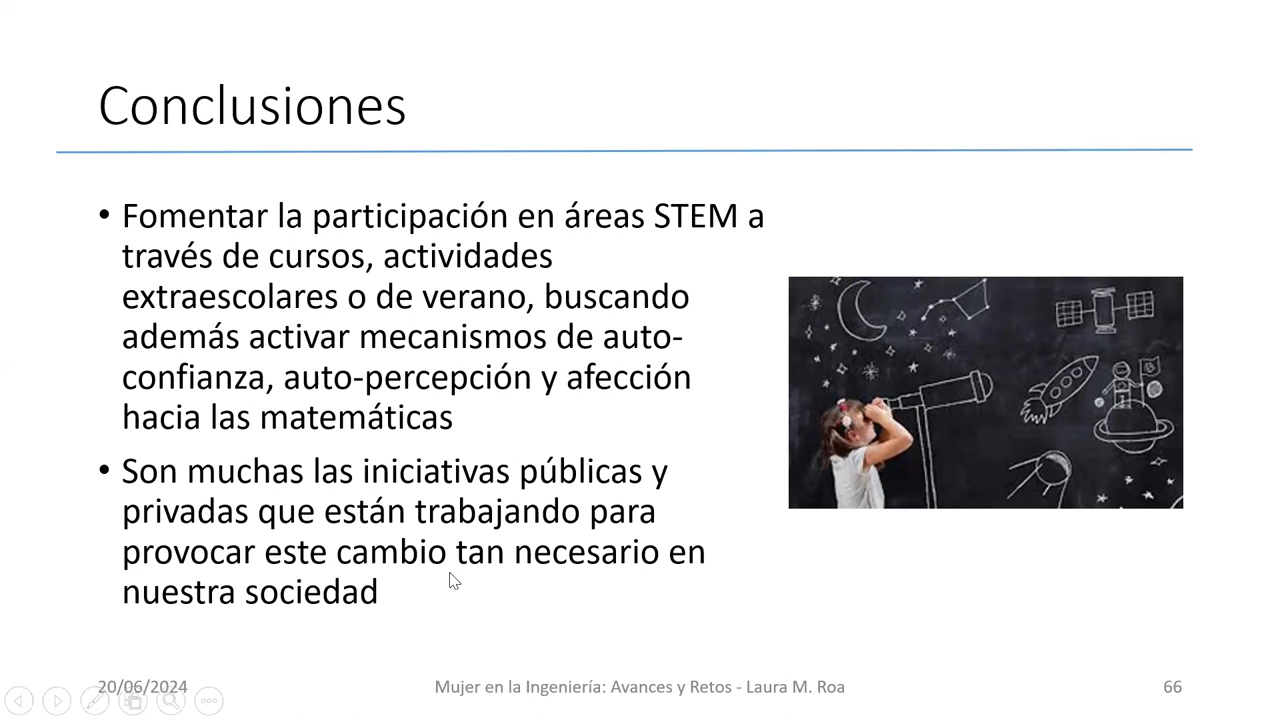 Conclusiones
• Fomentar la participación en áreas STEM a
través de cursos, actividades
extraescolares o de verano, buscando
además activar mecanismos de auto-
confianza, auto-percepción y afección
hacia las matemáticas
• Son muchas las iniciativas públicas y
privadas que están trabajando para
provocar este cambio tan necesario en
nuestra sociedad
20/06/2024
Mujer en la Ingeniería: Avances y Retos - Laura M. Roa
66